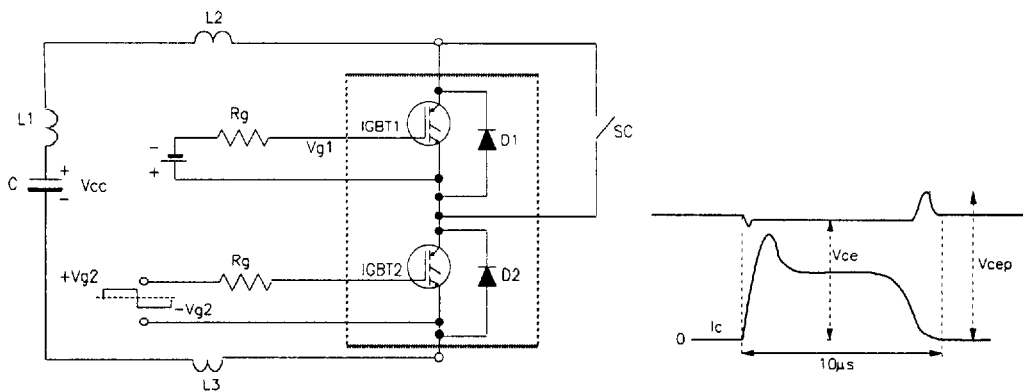 L2
L1
Rg
IGBT1
Vg1
D1
SC
-
+
C
+
Vcc
-
Rg
IGBT2
D2
+Vg2
-Vg2
L3
Vce
Vcep
0
Ic
10µs